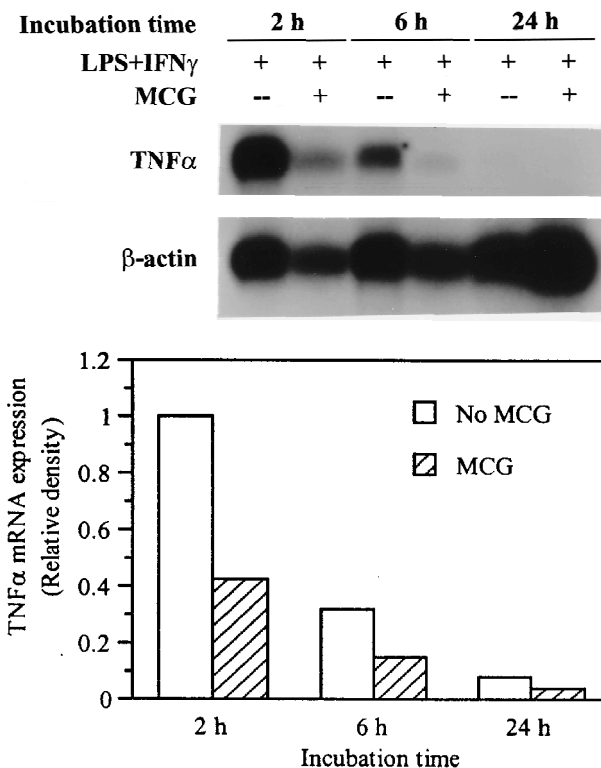 Incubation time 2 h 6 h 24 h
LPS+IFNγ + + + + + +
MCG -- + -- + -- +
TNFα
β-actin
1.2
1
0.8
0.6
0.4
0.2
0
TNFα mRNA expression
(Relative density)
No MCG
MCG
2 h 6 h 24 h
Incubation time